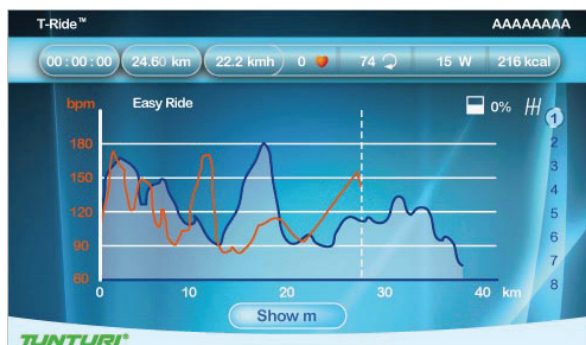 T-Ride™ AAAAAAAA
00:00:00 24.60 km 22.2 kmh 0 74 15 W 216 kcal
bpm Easy Ride 0% 1
180 2
150 3
4
120 5
90 6
7
60 8
0 10 20 30 40 km
Show m
TUNTURI®